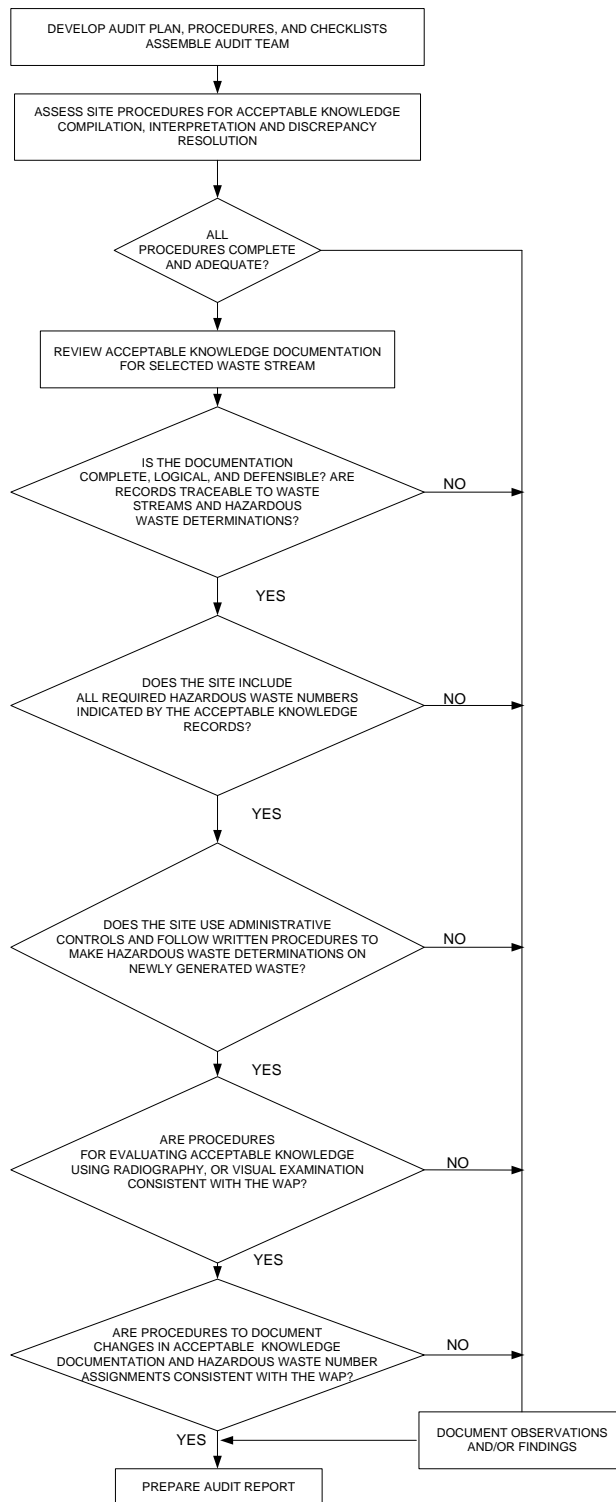 DEVELOP AUDIT PLAN, PROCEDURES, AND CHECKLISTS
ASSEMBLE AUDIT TEAM
ASSESS SITE PROCEDURES FOR ACCEPTABLE KNOWLEDGE
COMPILATION, INTERPRETATION AND DISCREPANCY
RESOLUTION
ALL
PROCEDURES COMPLETE
AND ADEQUATE?
REVIEW ACCEPTABLE KNOWLEDGE DOCUMENTATION
FOR SELECTED WASTE STREAM
IS THE DOCUMENTATION
COMPLETE, LOGICAL, AND DEFENSIBLE? ARE
RECORDS TRACEABLE TO WASTE
STREAMS AND HAZARDOUS
WASTE DETERMINATIONS?
NO
YES
DOES THE SITE INCLUDE
ALL REQUIRED HAZARDOUS WASTE NUMBERS
INDICATED BY THE ACCEPTABLE KNOWLEDGE
RECORDS?
NO
YES
DOES THE SITE USE ADMINISTRATIVE
CONTROLS AND FOLLOW WRITTEN PROCEDURES TO
MAKE HAZARDOUS WASTE DETERMINATIONS ON
NEWLY GENERATED WASTE?
NO
YES
ARE PROCEDURES
FOR EVALUATING ACCEPTABLE KNOWLEDGE
USING RADIOGRAPHY, OR VISUAL EXAMINATION
CONSISTENT WITH THE WAP?
NO
YES
ARE PROCEDURES TO DOCUMENT
CHANGES IN ACCEPTABLE KNOWLEDGE
DOCUMENTATION AND HAZARDOUS WASTE NUMBER
ASSIGNMENTS CONSISTENT WITH THE WAP?
NO
YES
DOCUMENT OBSERVATIONS
AND/OR FINDINGS
PREPARE AUDIT REPORT